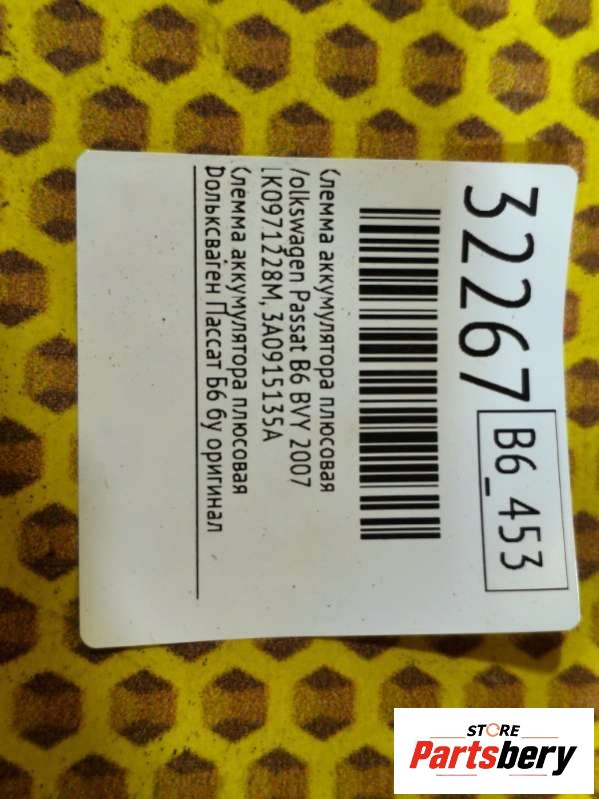 32267
B6_453
Клемма аккумулятора плюсовая
Volkswagen Passat B6 BVY 2007
1K0971228M, 3A0915135A
Клемма аккумулятора плюсовая
Вольксваген Пассат Б6 бу оригинал
STORE
Partsbery